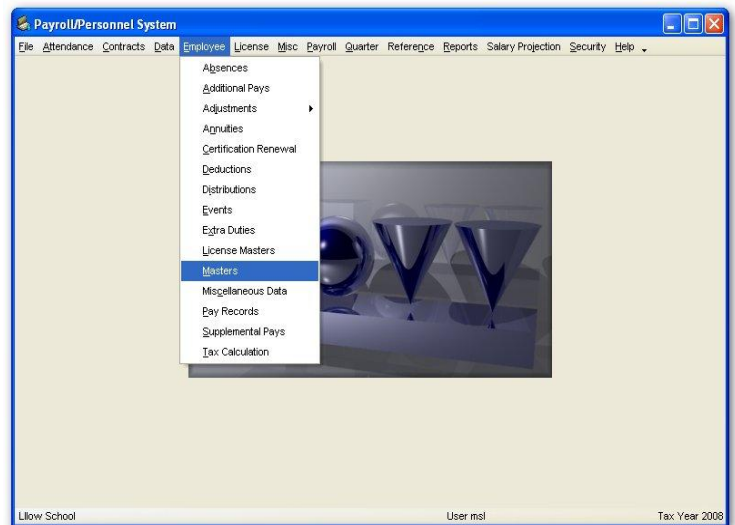 Payroll/Personnel System
File Attendance Contracts Data Employee License Misc Payroll Quarter Reference Reports Salary Projection Security Help
Absences
Additional Pays
Adjustments
Annuities
Certification Renewal
Deductions
Distributions
Events
Extra Duties
License Masters
Masters
Miscellaneous Data
Pay Records
Supplemental Pays
Tax Calculation
Lllow School User msl Tax Year 2008